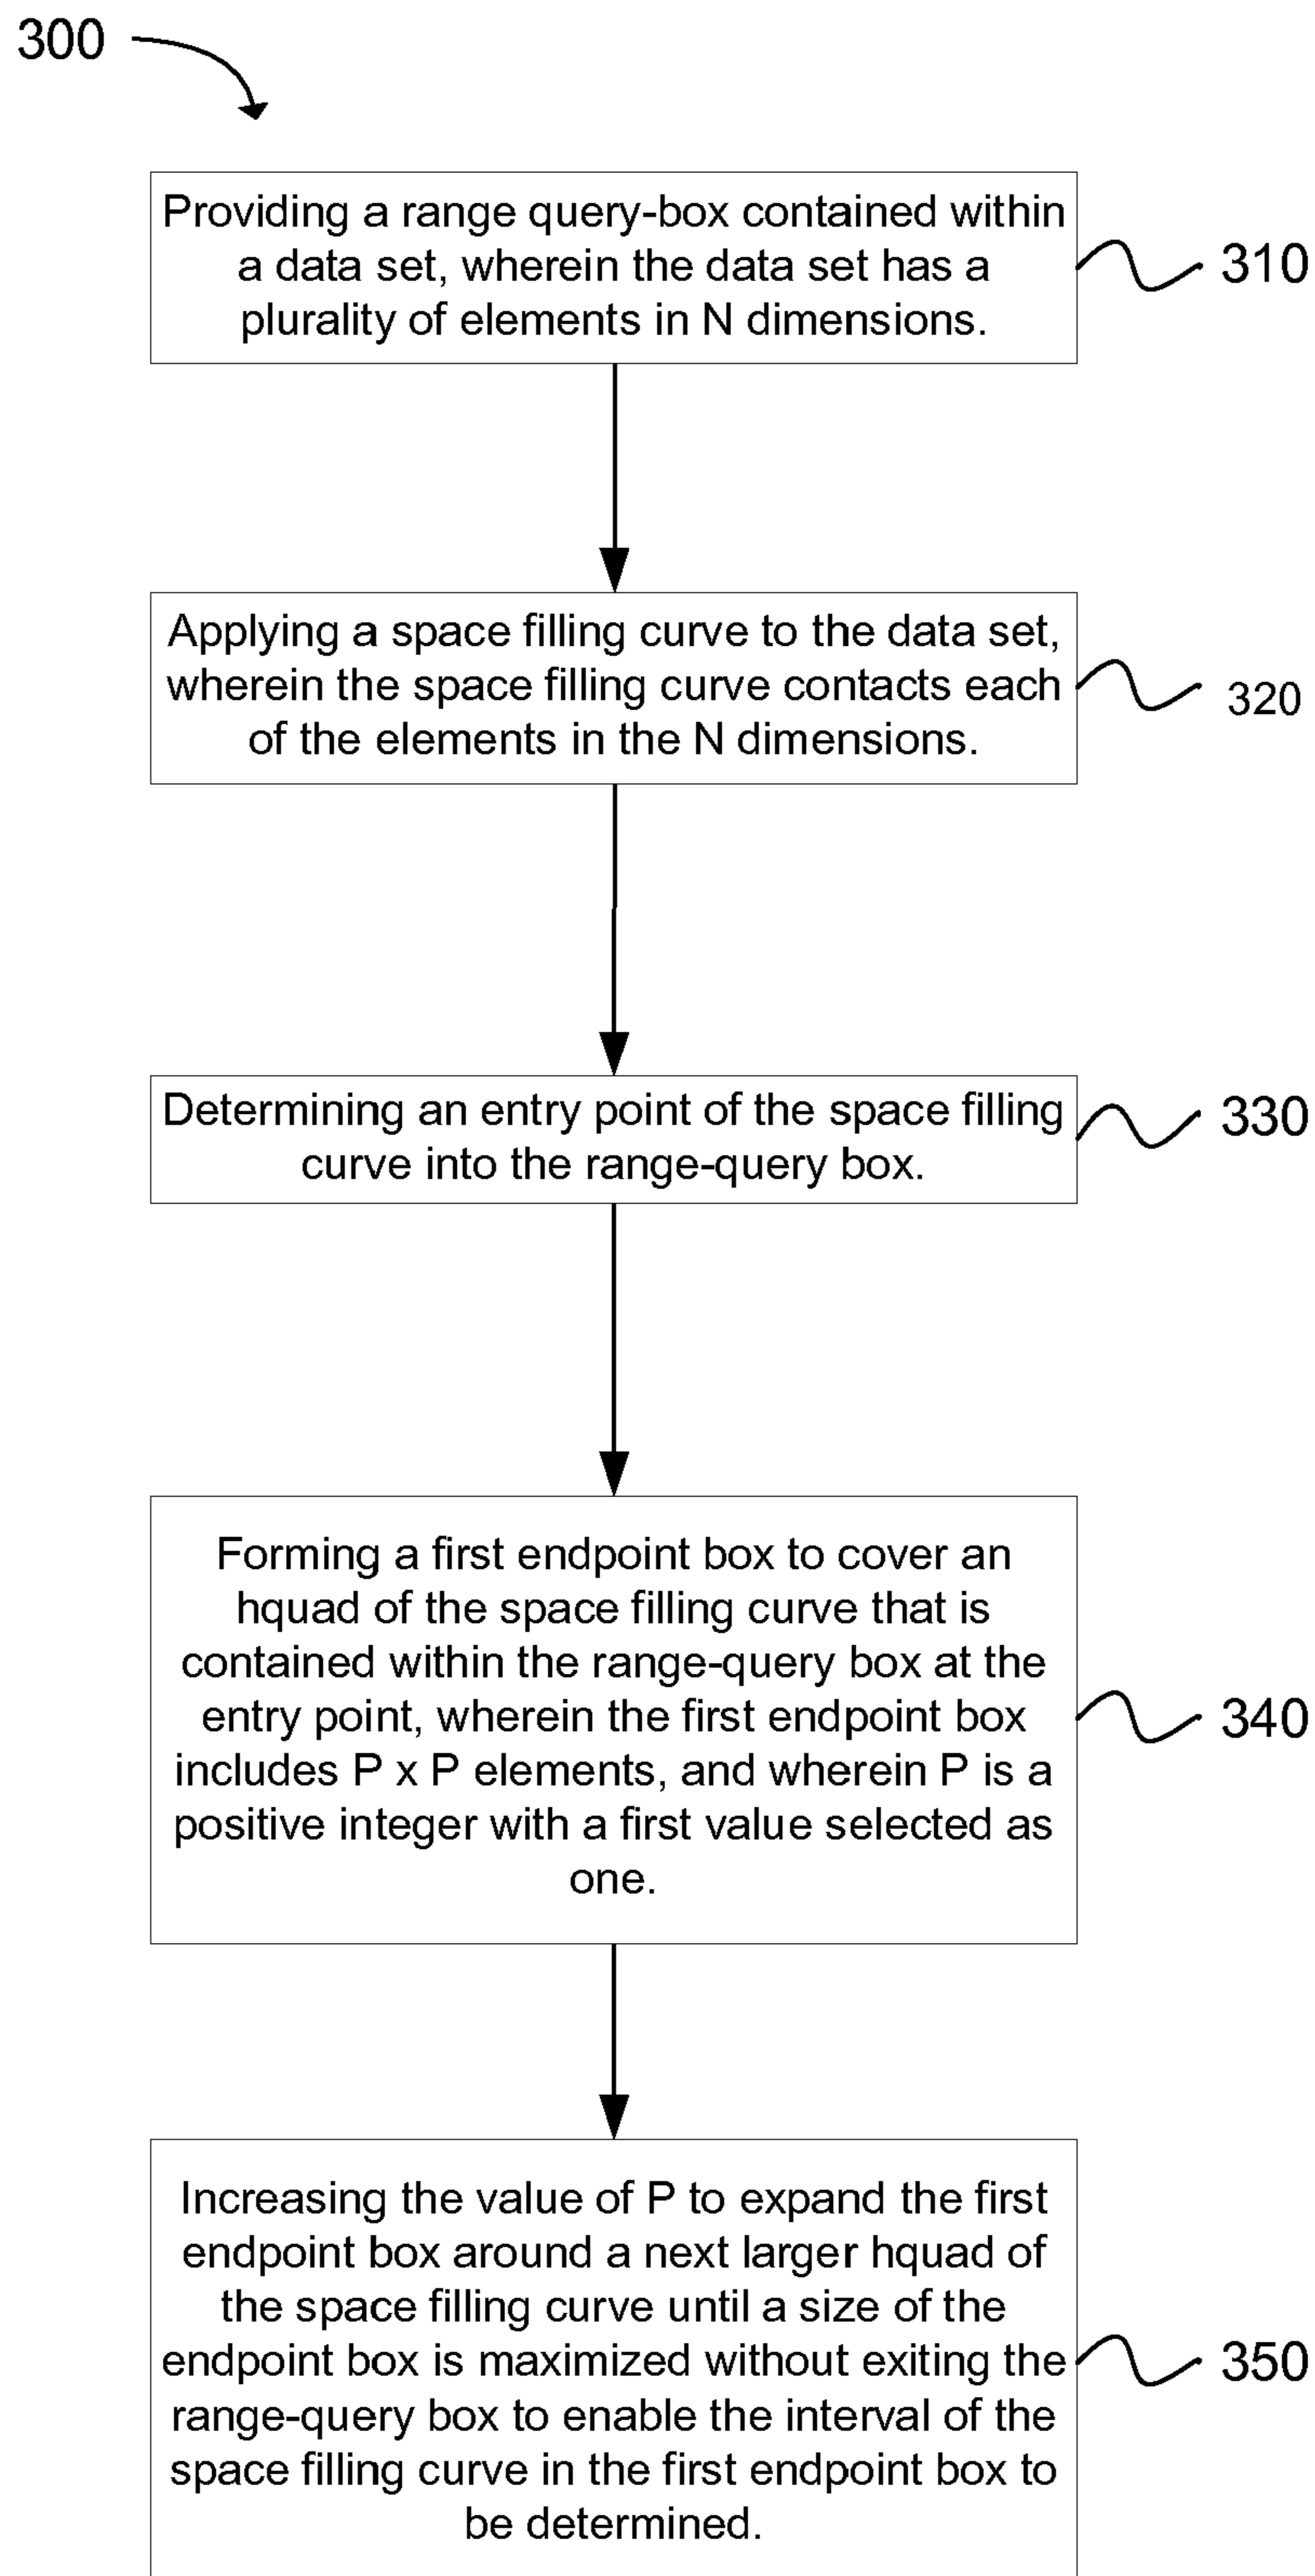 300
Providing a range query-box contained within
a data set, wherein the data set has a
plurality of elements in N dimensions.
310
Applying a space filling curve to the data set,
wherein the space filling curve contacts each
of the elements in the N dimensions.
320
Determining an entry point of the space filling
curve into the range-query box.
330
Forming a first endpoint box to cover an
hquad of the space filling curve that is
contained within the range-query box at the
entry point, wherein the first endpoint box
includes P x P elements, and wherein P is a
positive integer with a first value selected as
one.
340
Increasing the value of P to expand the first
endpoint box around a next larger hquad of
the space filling curve until a size of the
endpoint box is maximized without exiting the
range-query box to enable the interval of the
space filling curve in the first endpoint box to
be determined.
350